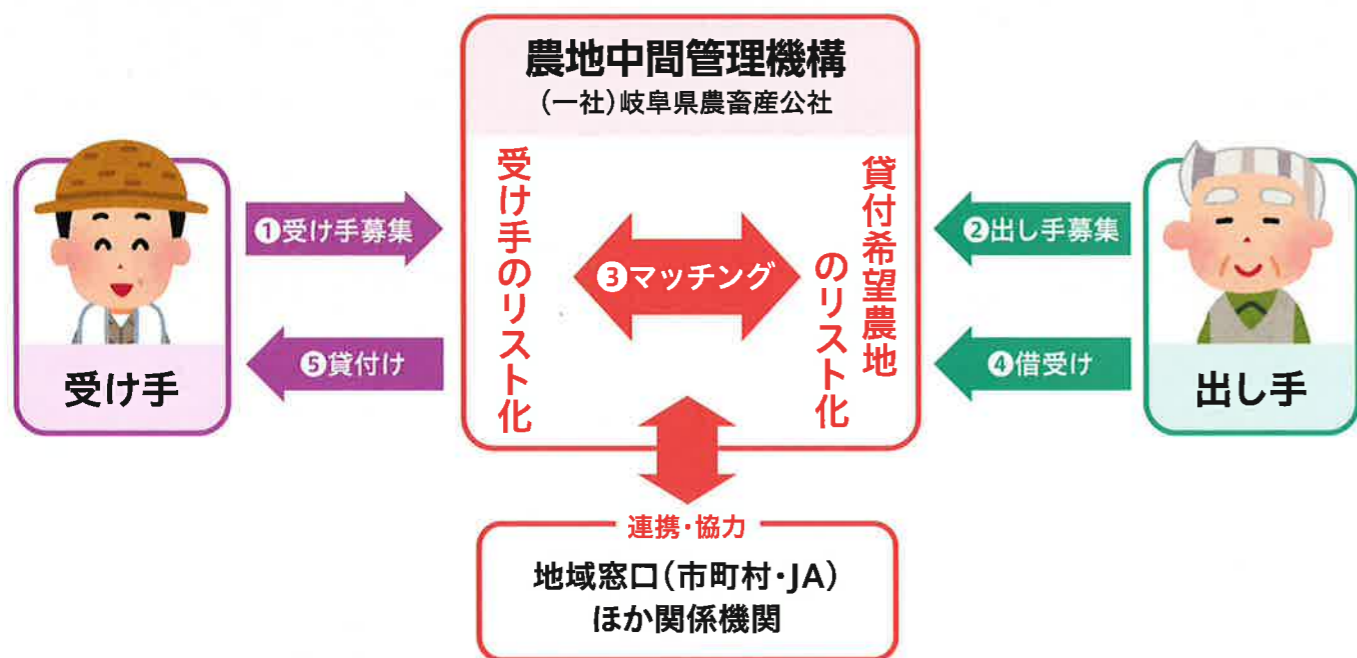 農地中間管理機構
(一社)岐阜県農畜産公社
受け手
❶受け手募集
❺貸付け
受け手のリスト化
❸マッチング
貸付希望農地
のリスト化
❷出し手募集
❹借受け
出し手
連携・協力
地域窓口(市町村・JA)
ほか関係機関